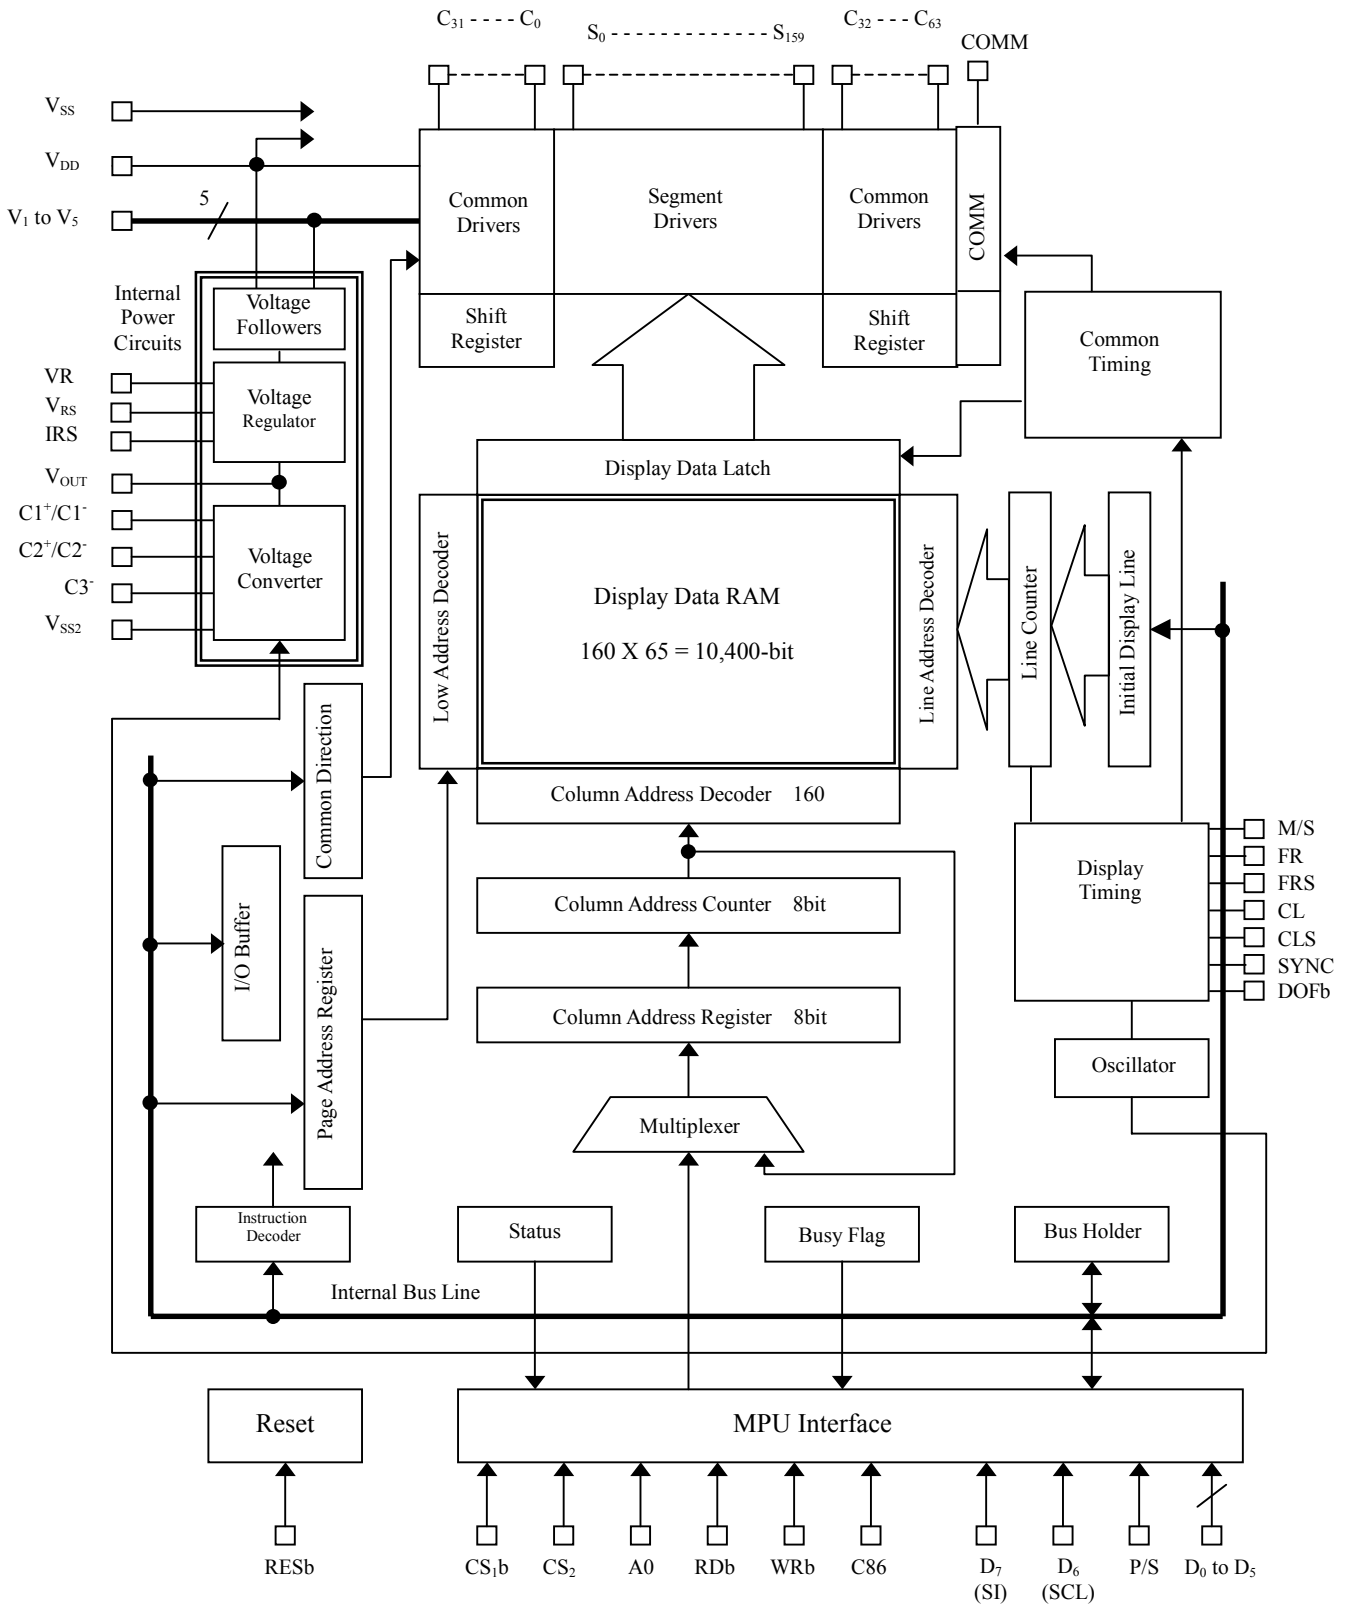 C31 - - - - C0
S0 - - - - - - - - - - - - S159
C32 - - - C63
COMM
VSS
VDD
V1 to V5
5
Common
Drivers
Segment
Drivers
Common
Drivers
COMM
Shift
Register
Shift
Register
Internal
Power
Circuits
Voltage
Followers
Voltage
Regulator
Voltage
Converter
VR
VRS
IRS
VOUT
C1+/C1-
C2+/C2-
C3-
VSS2
Common
Timing
Display Data Latch
Low Address Decoder
Display Data RAM
160 X 65 = 10,400-bit
Line Address Decoder
Line Counter
Initial Display Line
Column Address Decoder 160
Common Direction
I/O Buffer
Page Address Register
Column Address Counter 8bit
Column Address Register 8bit
Multiplexer
Display
Timing
M/S
FR
FRS
CL
CLS
SYNC
DOFb
Oscillator
Instruction
Decoder
Status
Busy Flag
Bus Holder
Internal Bus Line
Reset
MPU Interface
RESb
CS1b
CS2
A0
RDb
WRb
C86
D7
(SI)
D6
(SCL)
P/S
D0 to D5